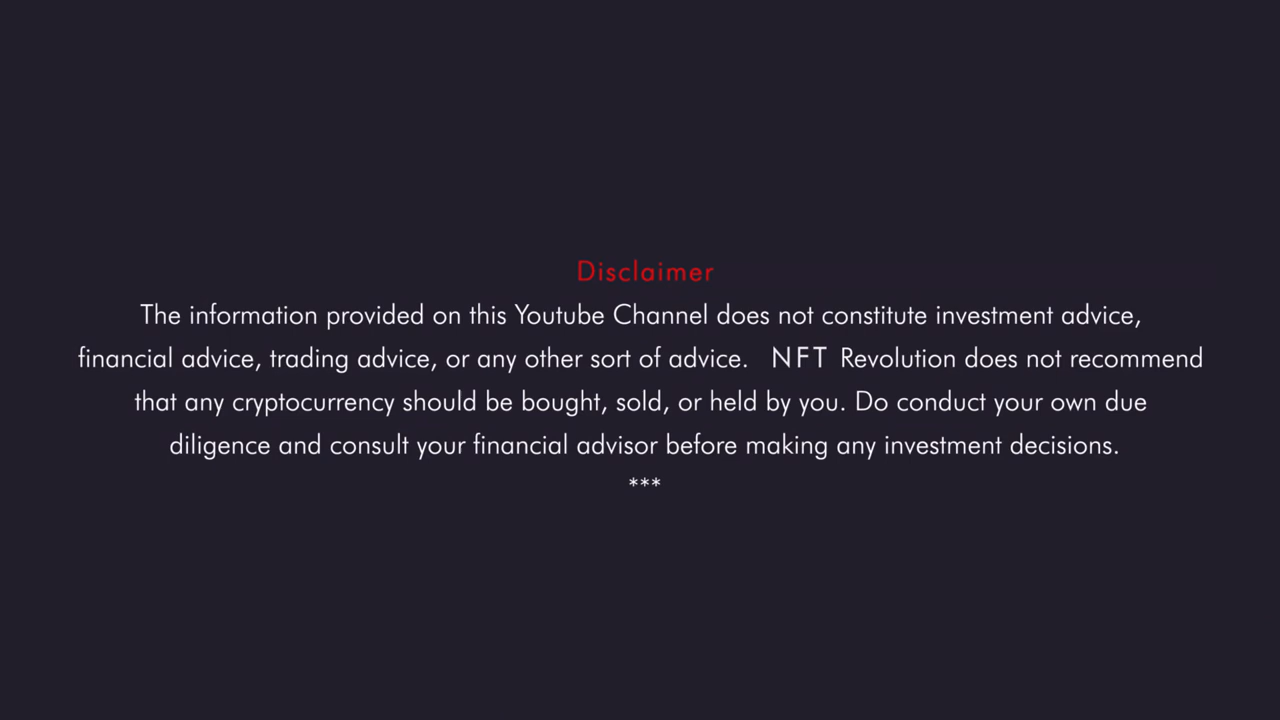 Disclaimer
The information provided on this Youtube Channel does not constitute investment advice,
financial advice, trading advice, or any other sort of advice. NFT Revolution does not recommend
that any cryptocurrency should be bought, sold, or held by you. Do conduct your own due
diligence and consult your financial advisor before making any investment decisions.
***